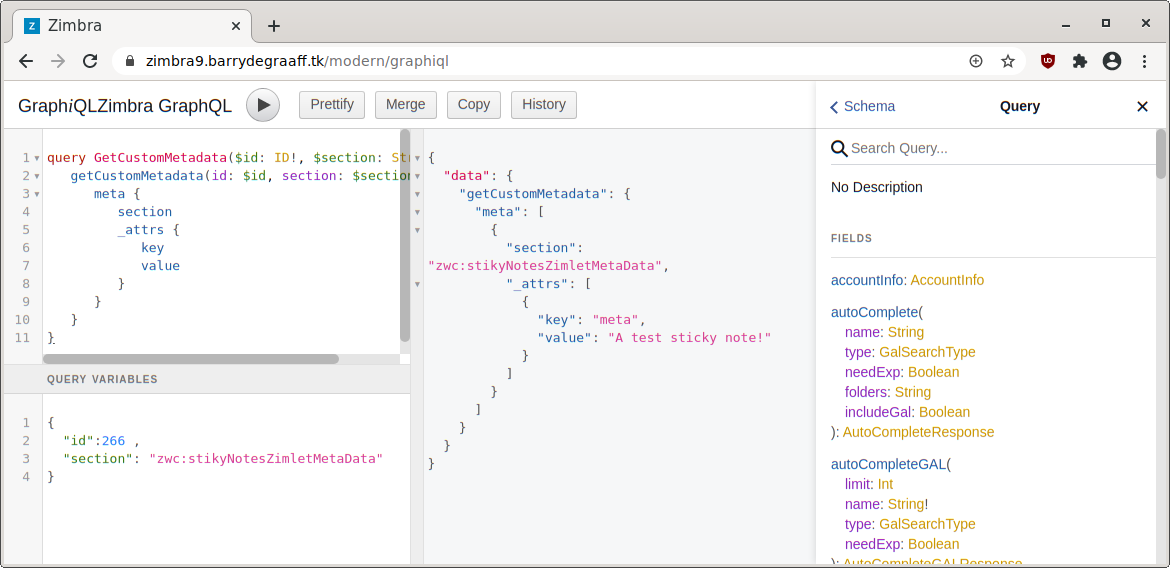 Z Zimbra
zimbra9.barrydegraaff.tk/modern/graphiql
GraphiQLZimbra GraphQL
Prettify Merge Copy History
1 query GetCustomMetadata($id: ID!, $section: St
2 getCustomMetadata(id: $id, section: $section
3 meta {
4 section
5 _attrs {
6 key
7 value
8 }
9 }
10 }
11 }
QUERY VARIABLES
1 {
2 "id":266 ,
3 "section": "zwc:stikyNotesZimletMetaData"
4 }
{
"data": {
"getCustomMetadata": {
"meta": [
{
"section":
"zwc:stikyNotesZimletMetaData",
"_attrs": [
{
"key": "meta",
"value": "A test sticky note!"
}
]
}
]
}
}
}
Schema Query
Search Query...
No Description
FIELDS
accountInfo: AccountInfo
autoComplete(
name: String
type: GalSearchType
needExp: Boolean
folders: String
includeGal: Boolean
): AutoCompleteResponse
autoCompleteGAL(
limit: Int
name: String!
type: GalSearchType
needExp: Boolean
): AutoCompleteGALResponse